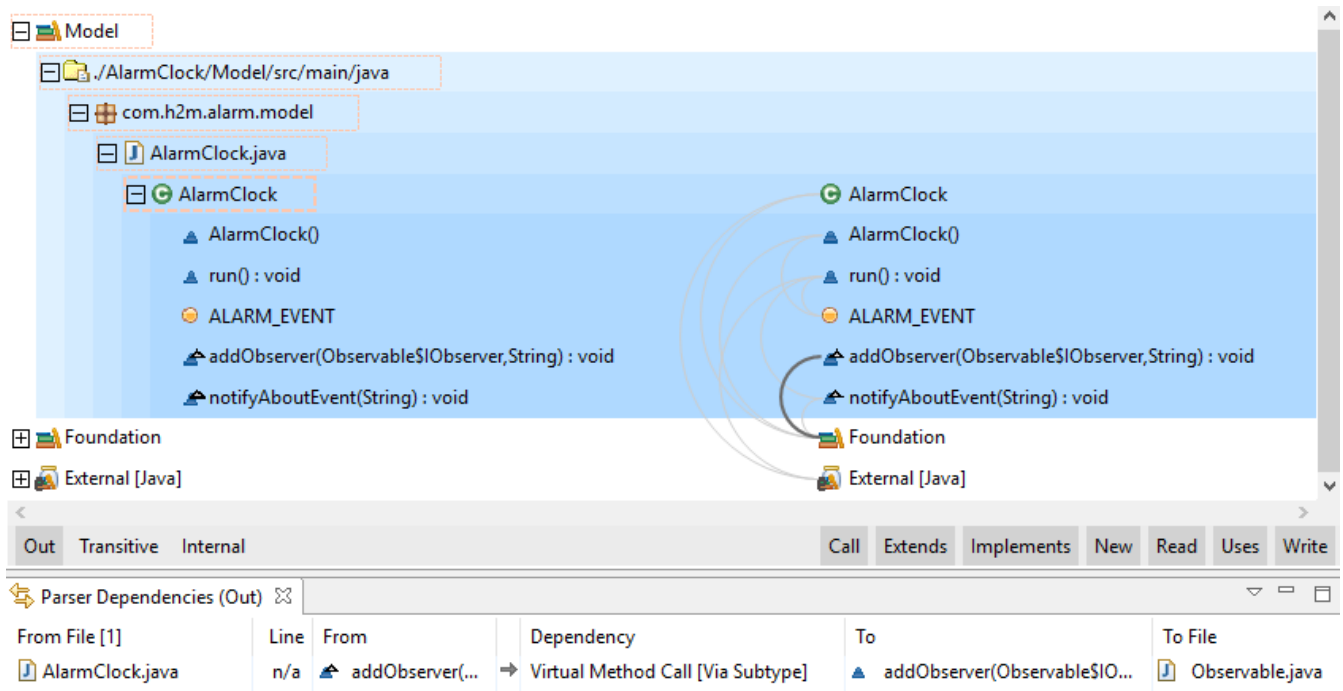 Model
./AlarmClock/Model/src/main/java
com.h2m.alarm.model
AlarmClock.java
AlarmClock AlarmClock
AlarmClock() AlarmClock()
run() : void run() : void
ALARM_EVENT ALARM_EVENT
addObserver(Observable$IObserver,String) : void addObserver(Observable$IObserver,String) : void
notifyAboutEvent(String) : void notifyAboutEvent(String) : void
Foundation Foundation
External [Java] External [Java]
Out Transitive Internal Call Extends Implements New Read Uses Write
Parser Dependencies (Out)
From File [1] Line From Dependency To To File
AlarmClock.java n/a addObserver(... Virtual Method Call [Via Subtype] addObserver(Observable$IO... Observable.java